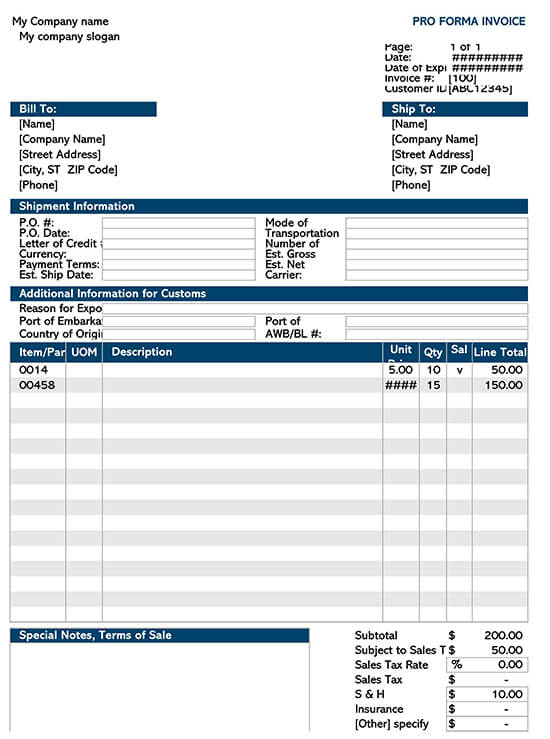 My Company name
PRO FORMA INVOICE
My company slogan
Page: 1 of 1
Date: #########
Date of Expi #########
Invoice #: [100]
Customer ID [ABC12345]
Bill To:
Ship To:
[Name]
[Name]
[Company Name]
[Company Name]
[Street Address]
[Street Address]
[City, ST ZIP Code]
[City, ST ZIP Code]
[Phone]
[Phone]
Shipment Information
P.O. #:
Mode of
P.O. Date:
Transportation
Letter of Credit
Number of
Currency:
Est. Gross
Payment Terms:
Est. Net
Est. Ship Date:
Carrier:
Additional Information for Customs
Reason for Expo
Port of Embarka
Port of
Country of Origi
AWB/BL #:
Item/Par UOM Description Unit Qty Sal Line Total
0014 5.00 10 v 50.00
00458 #### 15 150.00
Special Notes, Terms of Sale
Subtotal $ 200.00
Subject to Sales T $ 50.00
Sales Tax Rate % 0.00
Sales Tax $ -
S & H $ 10.00
Insurance $ -
[Other] specify $ -